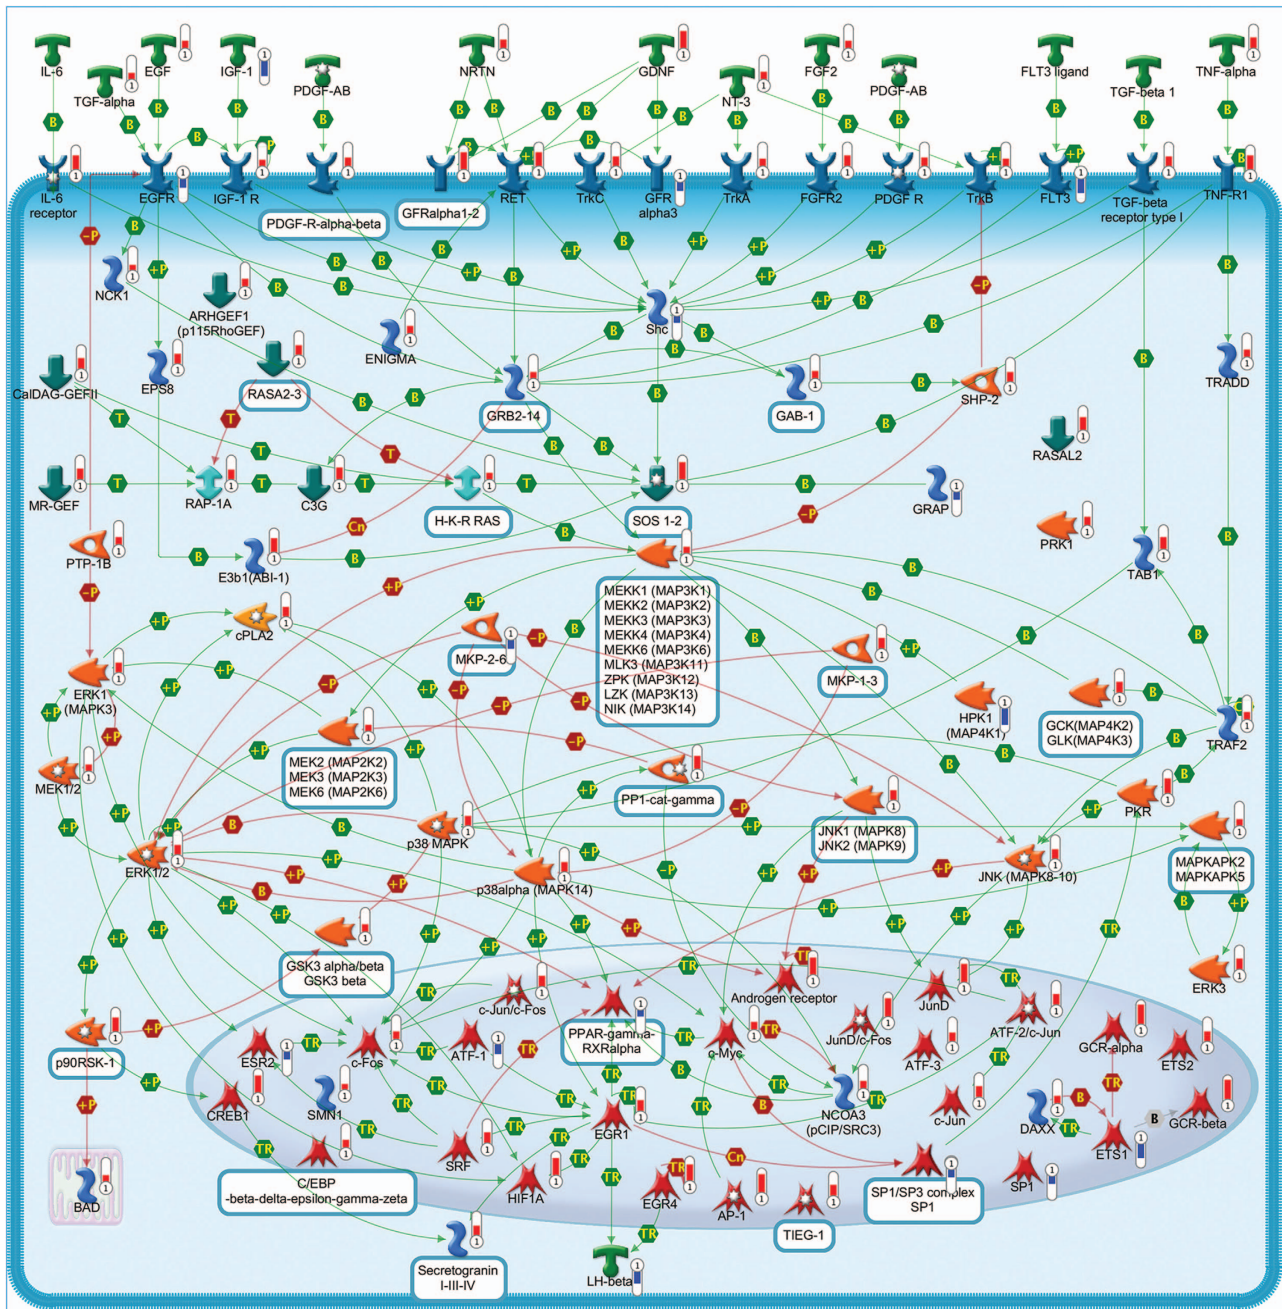 IL-6
TGF-alpha
EGF
IGF-1
PDGF-AB
NRTN
GDNF
NT-3
FGF2
PDGF-AB
FLT3 ligand
TGF-beta 1
TNF-alpha
IL-6
receptor
EGFR
IGF-1 R
PDGF-R-alpha-beta
GFRalpha1-2
RET
TrkC
GFR
alpha3
TrkA
FGFR2
PDGF R
TrkB
FLT3
TGF-beta
receptor type I
TNF-R1
NCK1
ARHGEF1
(p115RhoGEF)
ENIGMA
Shc
CalDAG-GEFII
EPS8
RASA2-3
GRB2-14
GAB-1
SHP-2
TRADD
RASAL2
MR-GEF
RAP-1A
C3G
H-K-R RAS
SOS 1-2
GRAP
PTP-1B
E3b1(ABI-1)
PRK1
TAB1
MEKK1 (MAP3K1)
MEKK2 (MAP3K2)
MEKK3 (MAP3K3)
MEKK4 (MAP3K4)
MEKK6 (MAP3K6)
MLK3 (MAP3K11)
ZPK (MAP3K12)
LZK (MAP3K13)
NIK (MAP3K14)
cPLA2
MKP-2-6
MKP-1-3
ERK1
(MAPK3)
HPK1
(MAP4K1)
GCK(MAP4K2)
GLK(MAP4K3)
TRAF2
MEK1/2
MEK2 (MAP2K2)
MEK3 (MAP2K3)
MEK6 (MAP2K6)
PP1-cat-gamma
PKR
JNK1 (MAPK8)
JNK2 (MAPK9)
p38 MAPK
ERK1/2
p38alpha (MAPK14)
JNK (MAPK8-10)
MAPKAPK2
MAPKAPK5
GSK3 alpha/beta
GSK3 beta
ERK3
c-Jun/c-Fos
Androgen receptor
JunD
ATF-2/c-Jun
GCR-alpha
ETS2
p90RSK-1
ESR2
c-Fos
ATF-1
PPAR-gamma-
RXRalpha
c-Myc
JunD/c-Fos
ATF-3
CREB1
SMN1
EGR1
NCOA3
(pCIP/SRC3)
c-Jun
DAXX
ETS1
GCR-beta
BAD
C/EBP
-beta-delta-epsilon-gamma-zeta
SRF
HIF1A
EGR4
AP-1
TIEG-1
SP1/SP3 complex
SP1
SP1
Secretogranin
I-III-IV
LH-beta